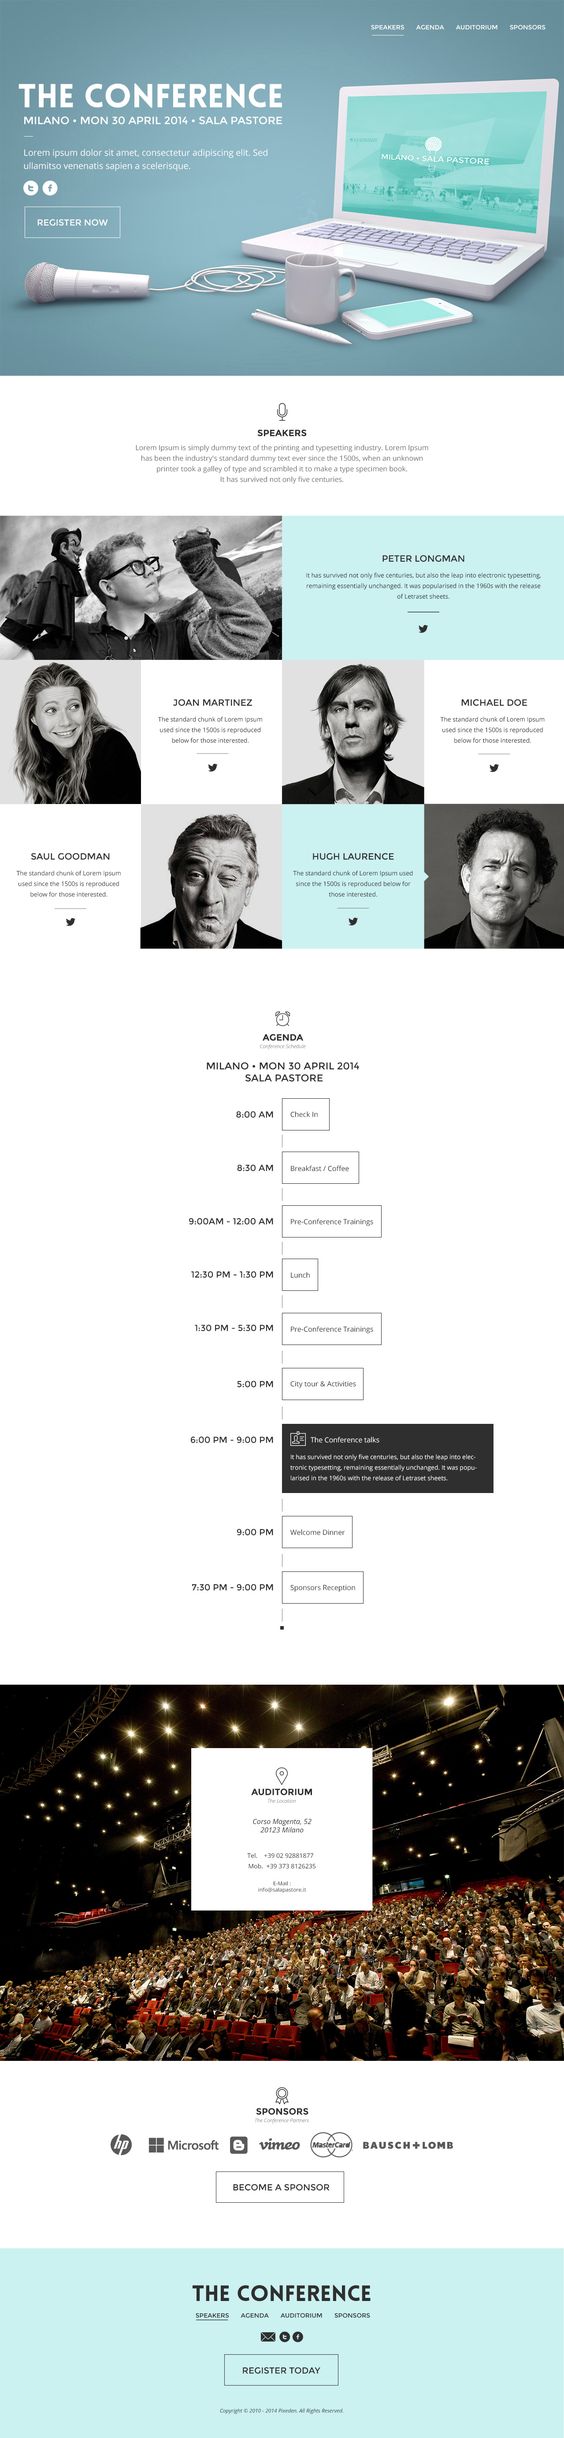 SPEAKERS AGENDA AUDITORIUM SPONSORS
THE CONFERENCE
MILANO • MON 30 APRIL 2014 • SALA PASTORE
Lorem ipsum dolor sit amet, consectetur adipiscing elit. Sed
ullamitso venenatis sapien a scelerisque.
REGISTER NOW
MILANO • SALA PASTORE
SPEAKERS
Lorem Ipsum is simply dummy text of the printing and typesetting industry. Lorem Ipsum
has been the industry's standard dummy text ever since the 1500s, when an unknown
printer took a galley of type and scrambled it to make a type specimen book.
It has survived not only five centuries.
PETER LONGMAN
It has survived not only five centuries, but also the leap into electronic typesetting,
remaining essentially unchanged. It was popularised in the 1960s with the release
of Letraset sheets.
JOAN MARTINEZ
The standard chunk of Lorem Ipsum
used since the 1500s is reproduced
below for those interested.
MICHAEL DOE
The standard chunk of Lorem Ipsum
used since the 1500s is reproduced
below for those interested.
SAUL GOODMAN
The standard chunk of Lorem Ipsum
used since the 1500s is reproduced
below for those interested.
HUGH LAURENCE
The standard chunk of Lorem Ipsum used
since the 1500s is reproduced below for
those interested.
AGENDA
Conference Schedule
MILANO • MON 30 APRIL 2014
SALA PASTORE
8:00 AM Check In
8:30 AM Breakfast / Coffee
9:00AM - 12:00 AM Pre-Conference Trainings
12:30 PM - 1:30 PM Lunch
1:30 PM - 5:30 PM Pre-Conference Trainings
5:00 PM City tour & Activities
6:00 PM - 9:00 PM The Conference talks
It has survived not only five centuries, but also the leap into elec-
tronic typesetting, remaining essentially unchanged. It was popu-
larised in the 1960s with the release of Letraset sheets.
9:00 PM Welcome Dinner
7:30 PM - 9:00 PM Sponsors Reception
AUDITORIUM
The Location
Corso Magenta, 52
20123 Milano
Tel. +39 02 92881877
Mob. +39 373 8126235
E-Mail :
info@salapastore.it
SPONSORS
The Conference Partners
hp Microsoft vimeo MasterCard BAUSCH+LOMB
BECOME A SPONSOR
THE CONFERENCE
SPEAKERS AGENDA AUDITORIUM SPONSORS
REGISTER TODAY
Copyright © 2010 - 2014 Pixeden. All Rights Reserved.